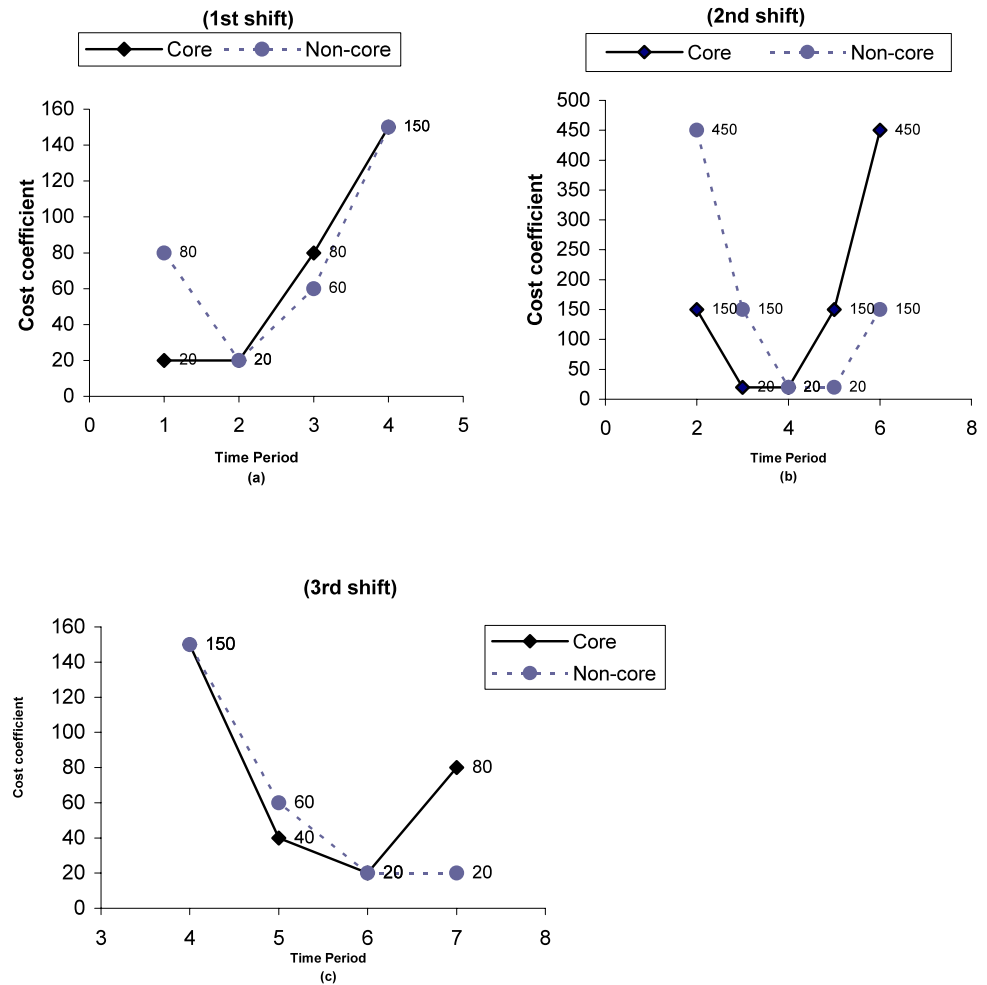 (1st shift)
Core Non-core
160
140
120
100
80
60
40
20
0
Cost coefficient
150
80
80
60
20
20
0 1 2 3 4 5
Time Period
(a)
(2nd shift)
Core Non-core
500
450
400
350
300
250
200
150
100
50
0
Cost coefficient
450
450
150
150
150
150
20
20
20
0 2 4 6 8
Time Period
(b)
(3rd shift)
Core
Non-core
160
140
120
100
80
60
40
20
0
Cost coefficient
150
80
60
40
20
20
3 4 5 6 7 8
Time Period
(c)